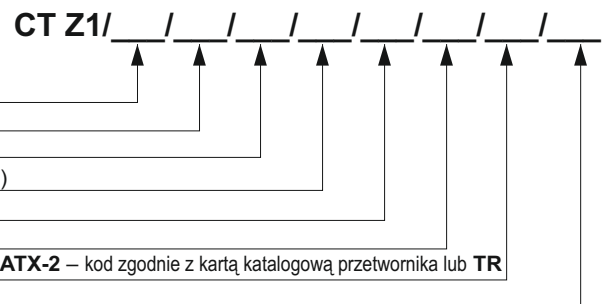 CT Z1/___/___/___/___/___/___/___/___
)
ATX-2 – kod zgodnie z kartą katalogową przetwornika lub TR